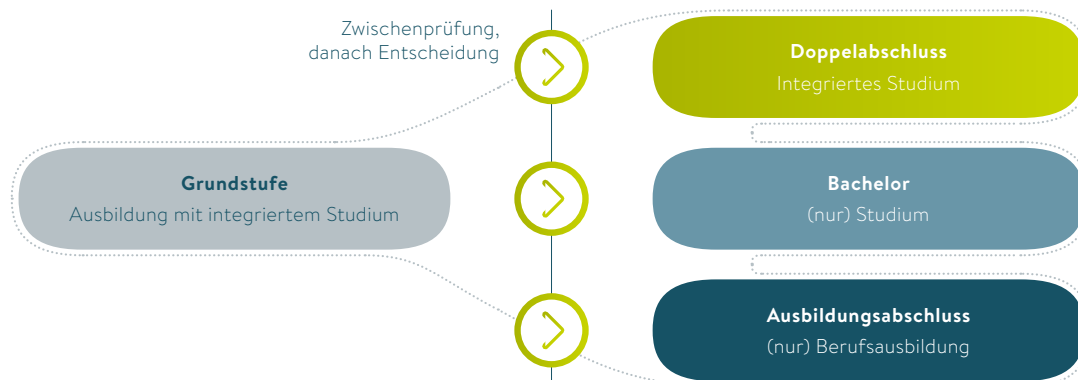 Zwischenprüfung,
danach Entscheidung
Grundstufe
Ausbildung mit integriertem Studium
Doppelabschluss
Integriertes Studium
Bachelor
(nur) Studium
Ausbildungsabschluss
(nur) Berufsausbildung